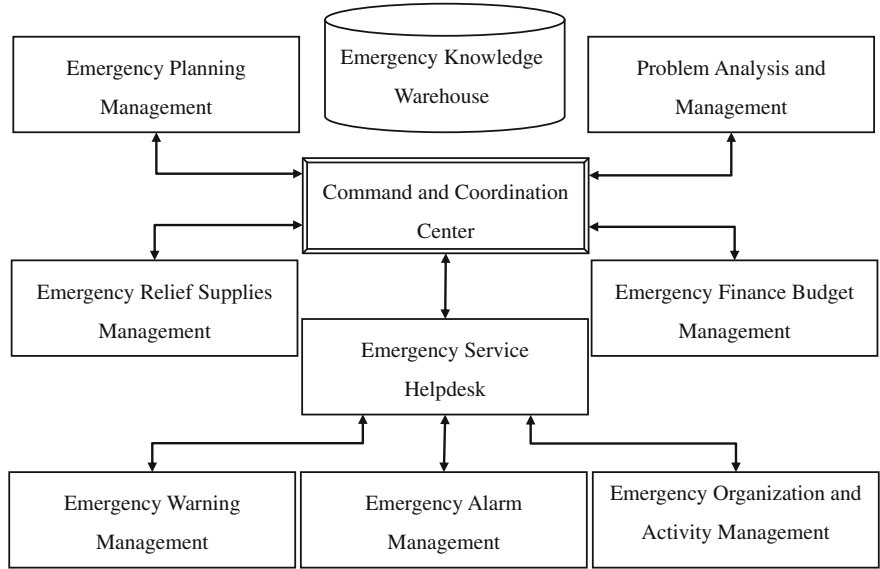 Emergency Planning
Management
Emergency Knowledge
Warehouse
Problem Analysis and
Management
Command and Coordination
Center
Emergency Relief Supplies
Management
Emergency Finance Budget
Management
Emergency Service
Helpdesk
Emergency Warning
Management
Emergency Alarm
Management
Emergency Organization and
Activity Management